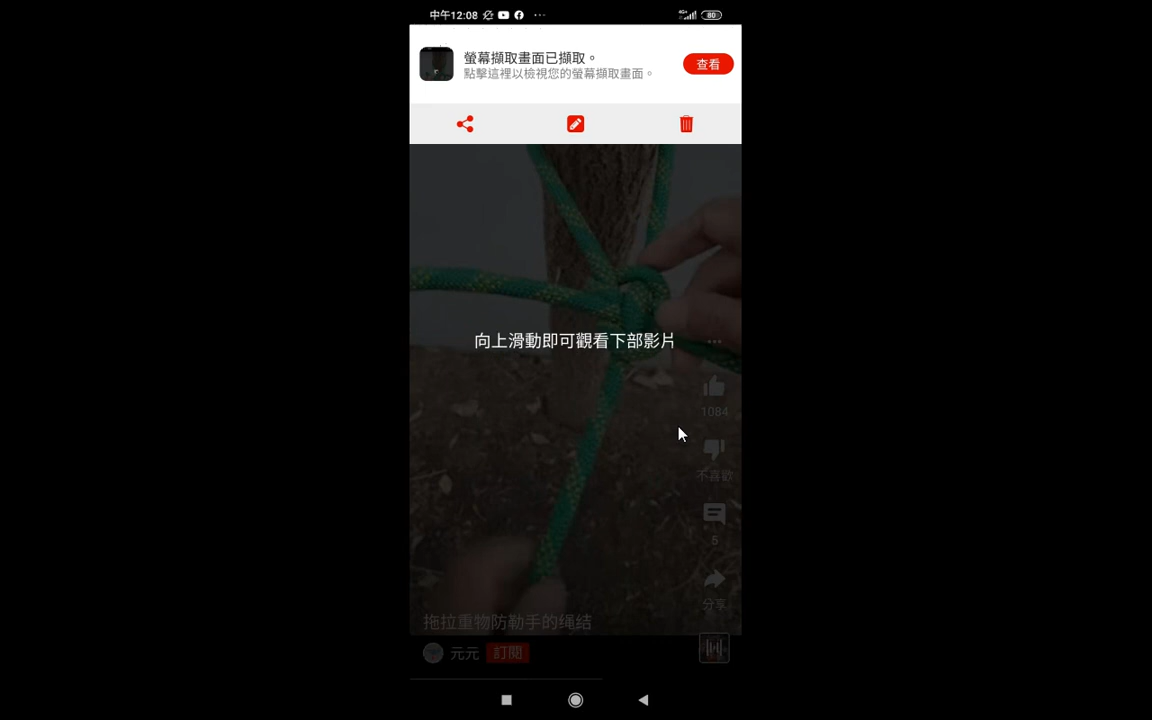 中午12:08
4G+
80
螢幕擷取畫面已擷取。
點擊這裡以檢視您的螢幕擷取畫面。
查看
向上滑動即可觀看下部影片
1084
不喜歡
5
分享
拖拉重物防勒手的绳结
元元 訂閱